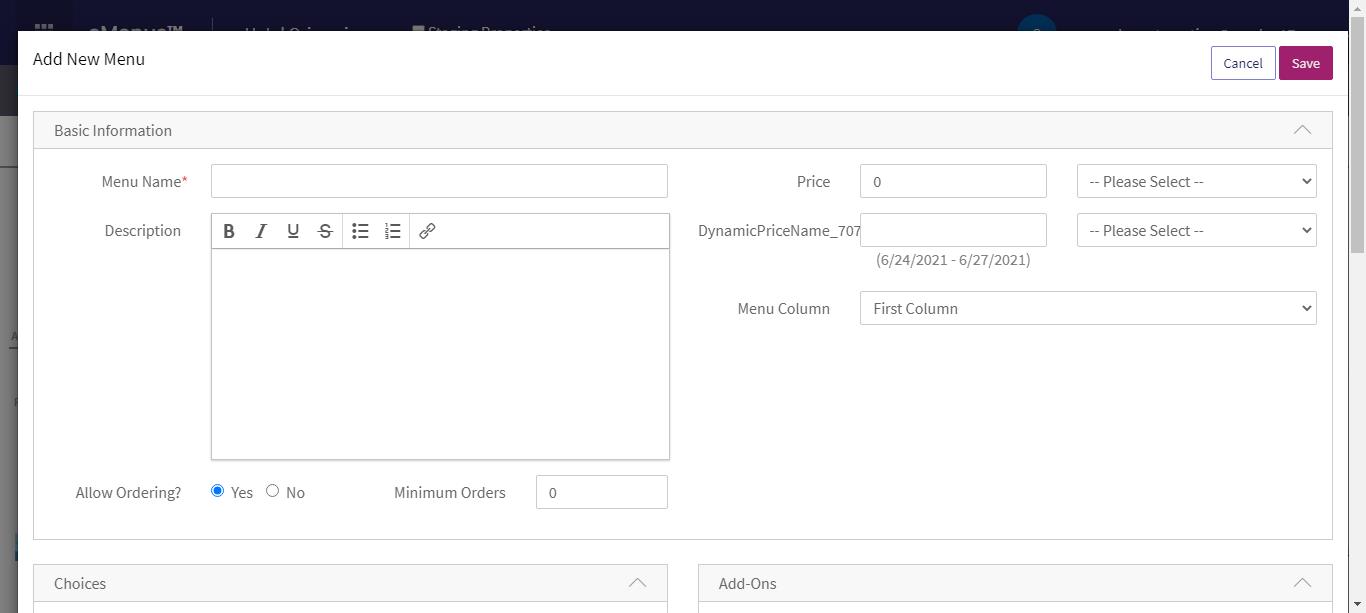 Add New Menu
Cancel
Save
Basic Information
Menu Name*
Price
0
-- Please Select --
Description
B I U S
DynamicPriceName_707
-- Please Select --
(6/24/2021 - 6/27/2021)
Menu Column
First Column
Allow Ordering?
Yes
No
Minimum Orders
0
Choices
Add-Ons